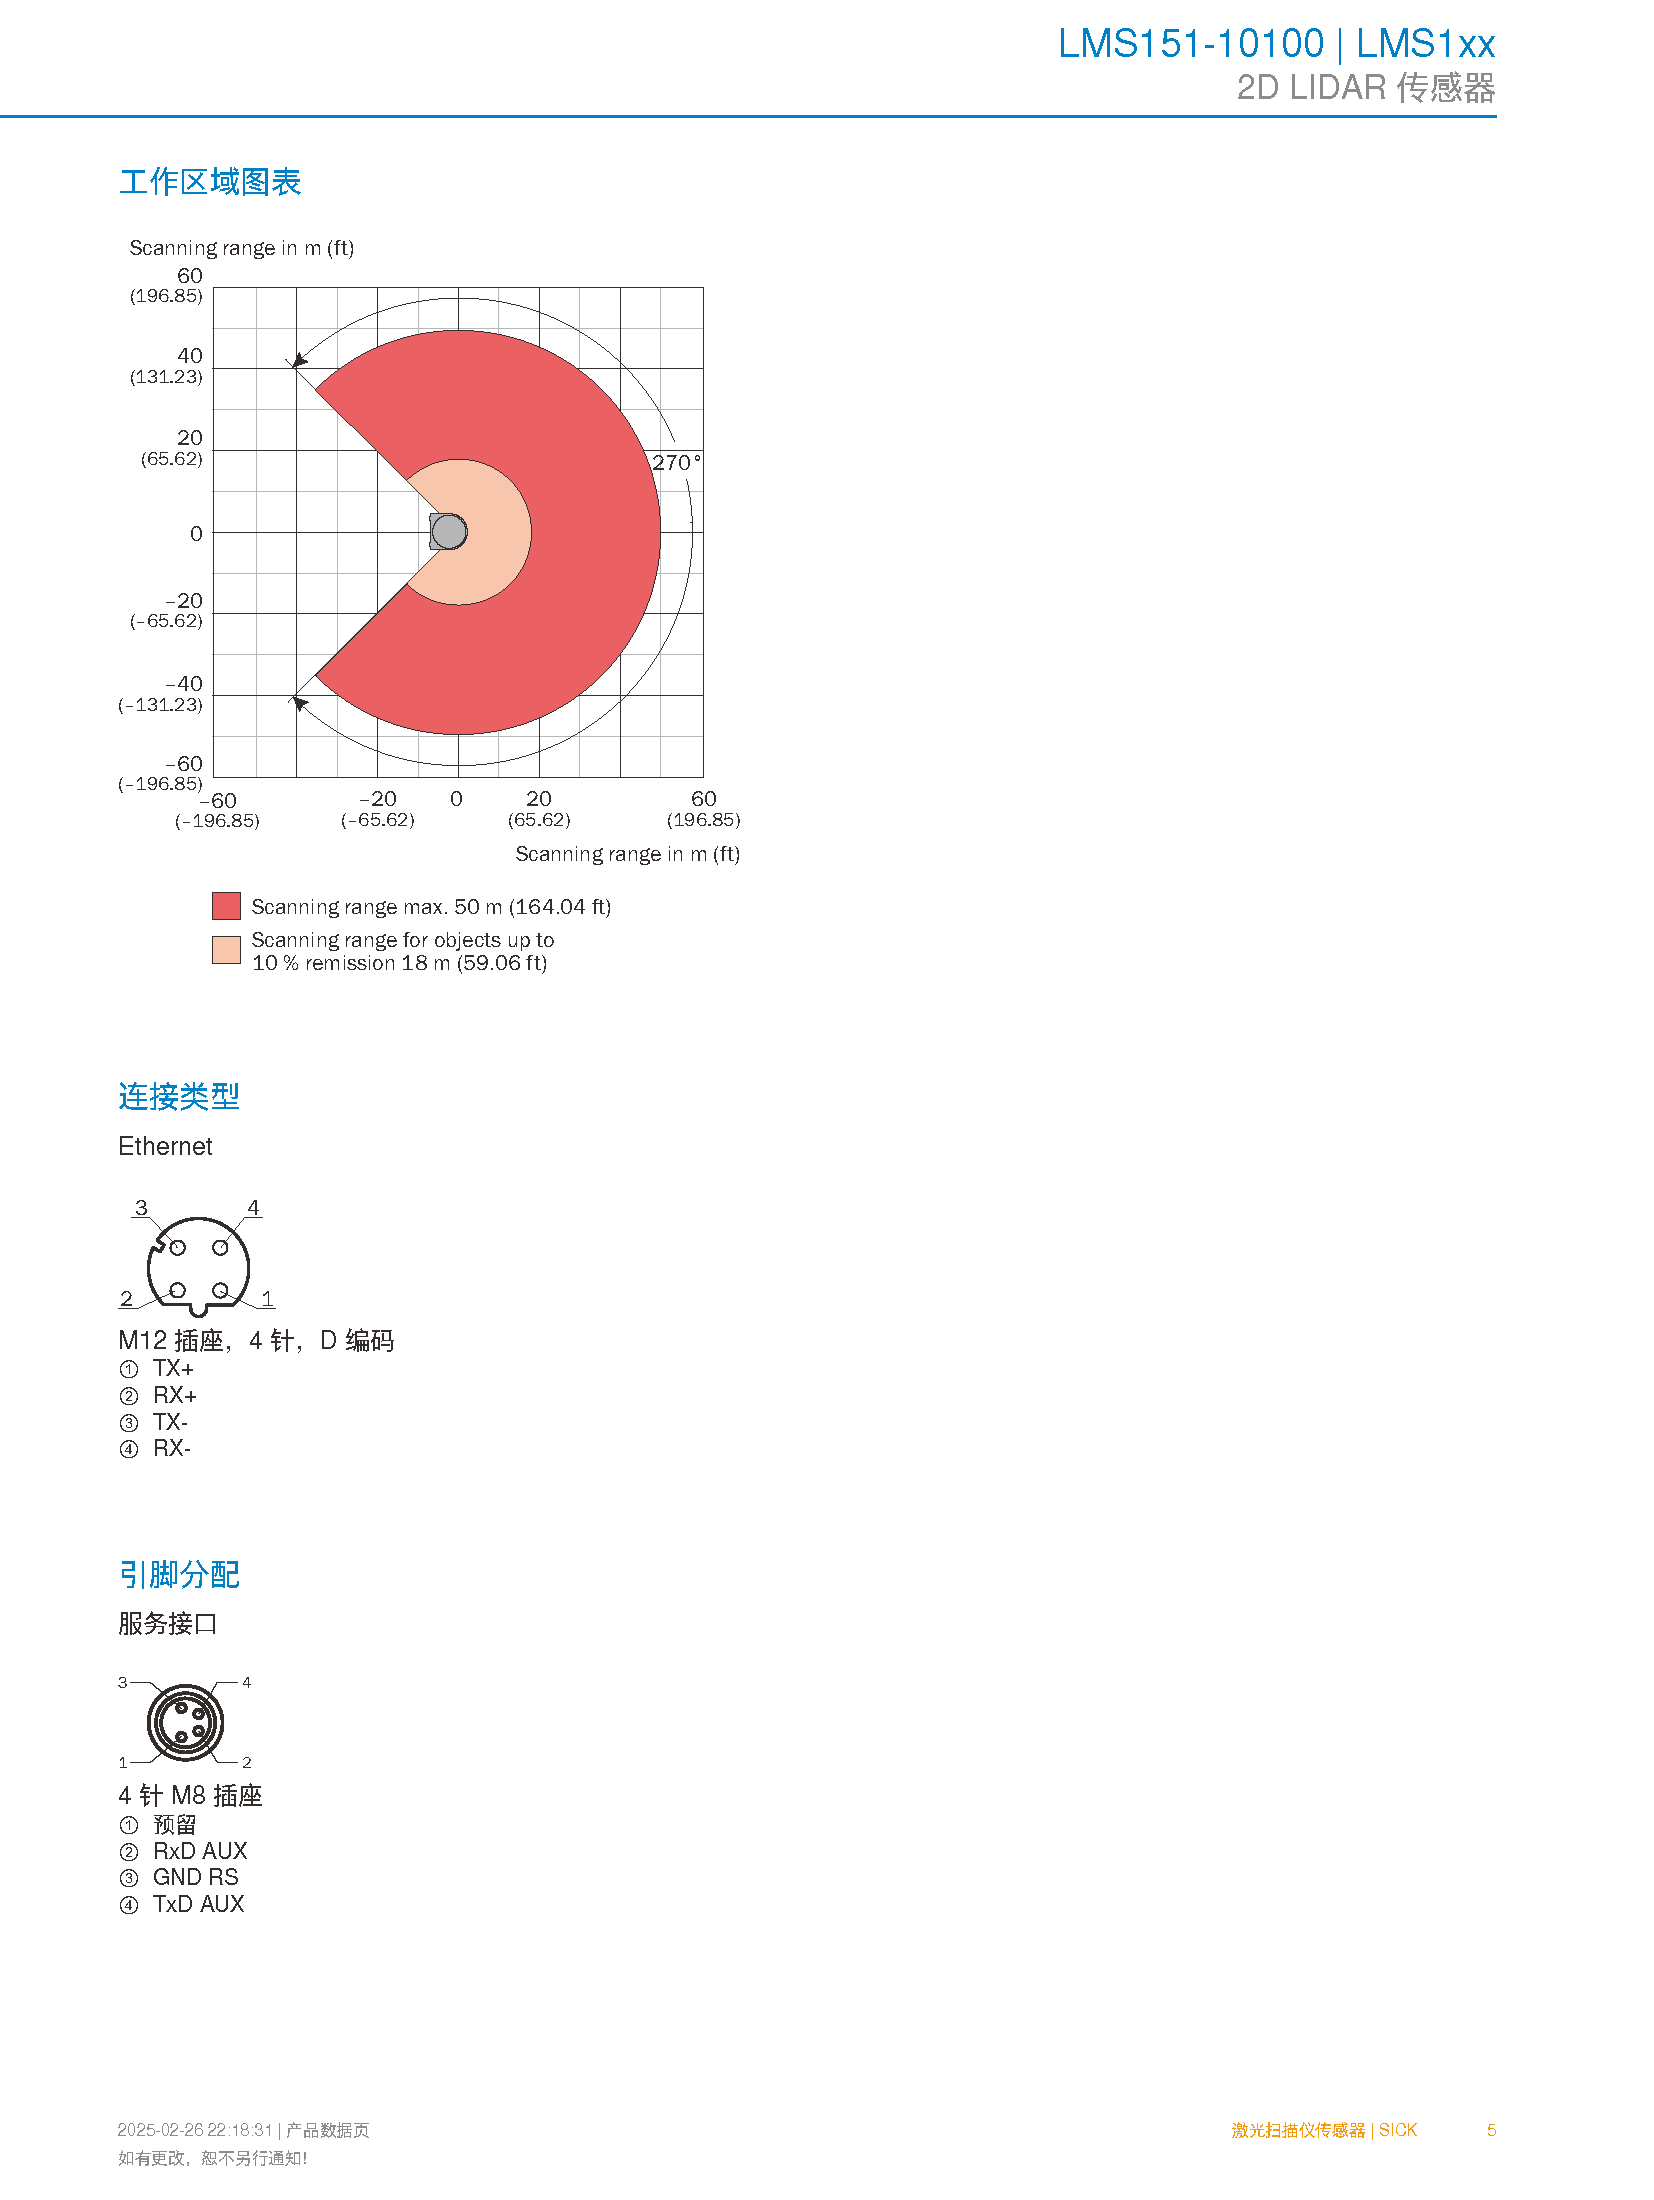 LMS151-10100 | LMS1xx
2D LIDAR 传感器
工作区域图表
Scanning range in m (ft)
60
(196.85)
40
(131.23)
20
(65.62)
270°
0
–20
(–65.62)
–40
(–131.23)
–60
(–196.85)
–60 –20 0 20 60
(–196.85) (–65.62) (65.62) (196.85)
Scanning range in m (ft)
Scanning range max. 50 m (164.04 ft)
Scanning range for objects up to
10 % remission 18 m (59.06 ft)
连接类型
Ethernet
3 4
2 1
M12 插座，4 针，D 编码
① TX+
② RX+
③ TX-
④ RX-
引脚分配
服务接口
3 4
1 2
4 针 M8 插座
① 预留
② RxD AUX
③ GND RS
④ TxD AUX
2025-02-26 22:18:31 | 产品数据页
如有更改，恕不另行通知!
激光扫描仪传感器 | SICK 5